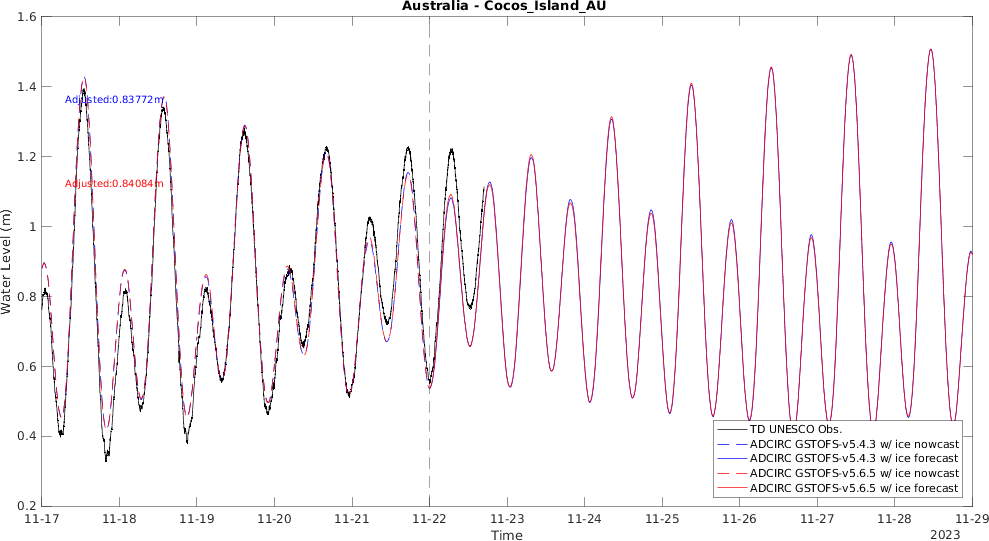 Australia - Cocos_Island_AU
1.6
1.4
1.2
1
0.8
0.6
0.4
0.2
Water Level (m)
Adjusted:0.83772m
Adjusted:0.84084m
TD UNESCO Obs.
ADCIRC GSTOFS-v5.4.3 w/ ice nowcast
ADCIRC GSTOFS-v5.4.3 w/ ice forecast
ADCIRC GSTOFS-v5.6.5 w/ ice nowcast
ADCIRC GSTOFS-v5.6.5 w/ ice forecast
11-17 11-18 11-19 11-20 11-21 11-22 11-23 11-24 11-25 11-26 11-27 11-28 11-29
Time
2023